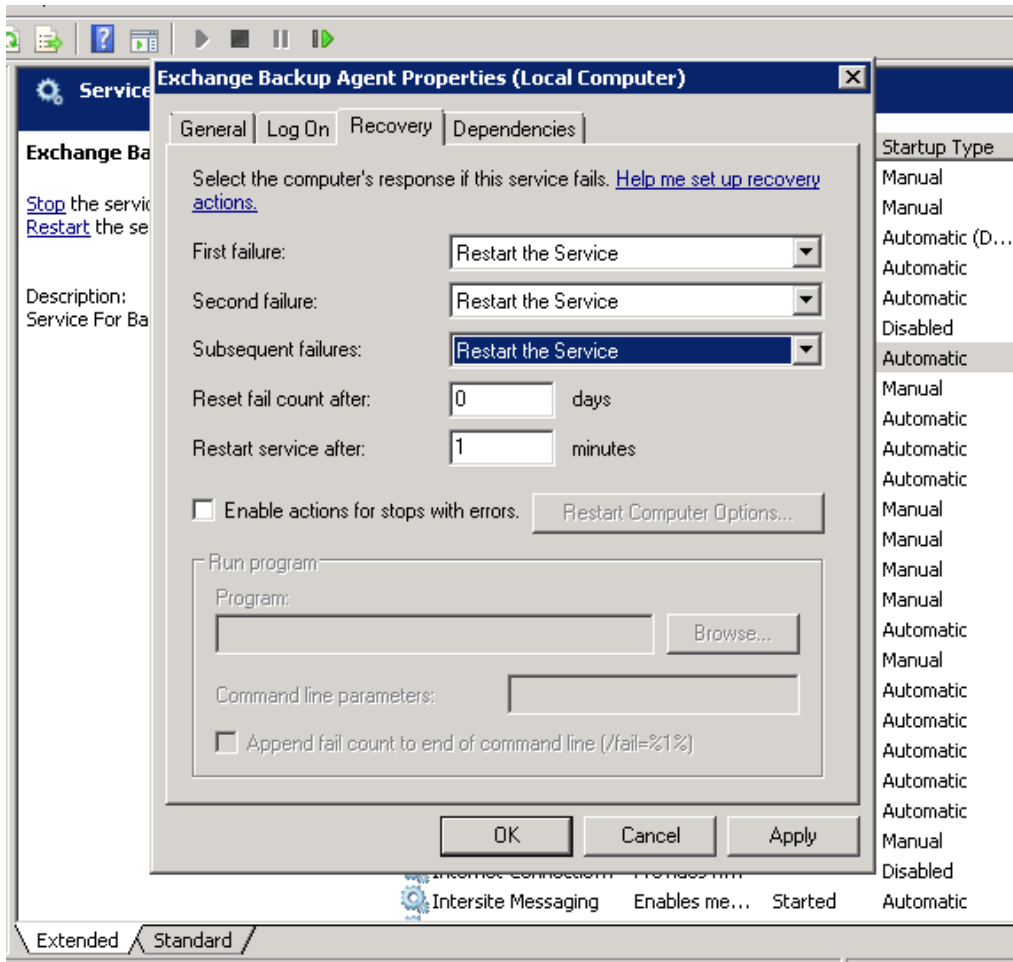 Service
Exchange Backup Agent Properties (Local Computer)
General
Log On
Recovery
Dependencies
Exchange Ba
Stop the servic
Restart the se
Description:
Service For Ba
Select the computer's response if this service fails. Help me set up recovery
actions.
First failure:
Restart the Service
Second failure:
Restart the Service
Subsequent failures:
Restart the Service
Reset fail count after:
0
days
Restart service after:
1
minutes
Enable actions for stops with errors.
Restart Computer Options...
Run program
Program:
Browse...
Command line parameters:
Append fail count to end of command line (/fail=%1%)
OK
Cancel
Apply
Startup Type
Manual
Manual
Automatic (D...
Automatic
Automatic
Disabled
Automatic
Manual
Automatic
Automatic
Automatic
Manual
Manual
Manual
Manual
Automatic
Manual
Automatic
Automatic
Automatic
Automatic
Automatic
Manual
Disabled
Intersite Messaging
Enables me...
Started
Automatic
Extended
Standard